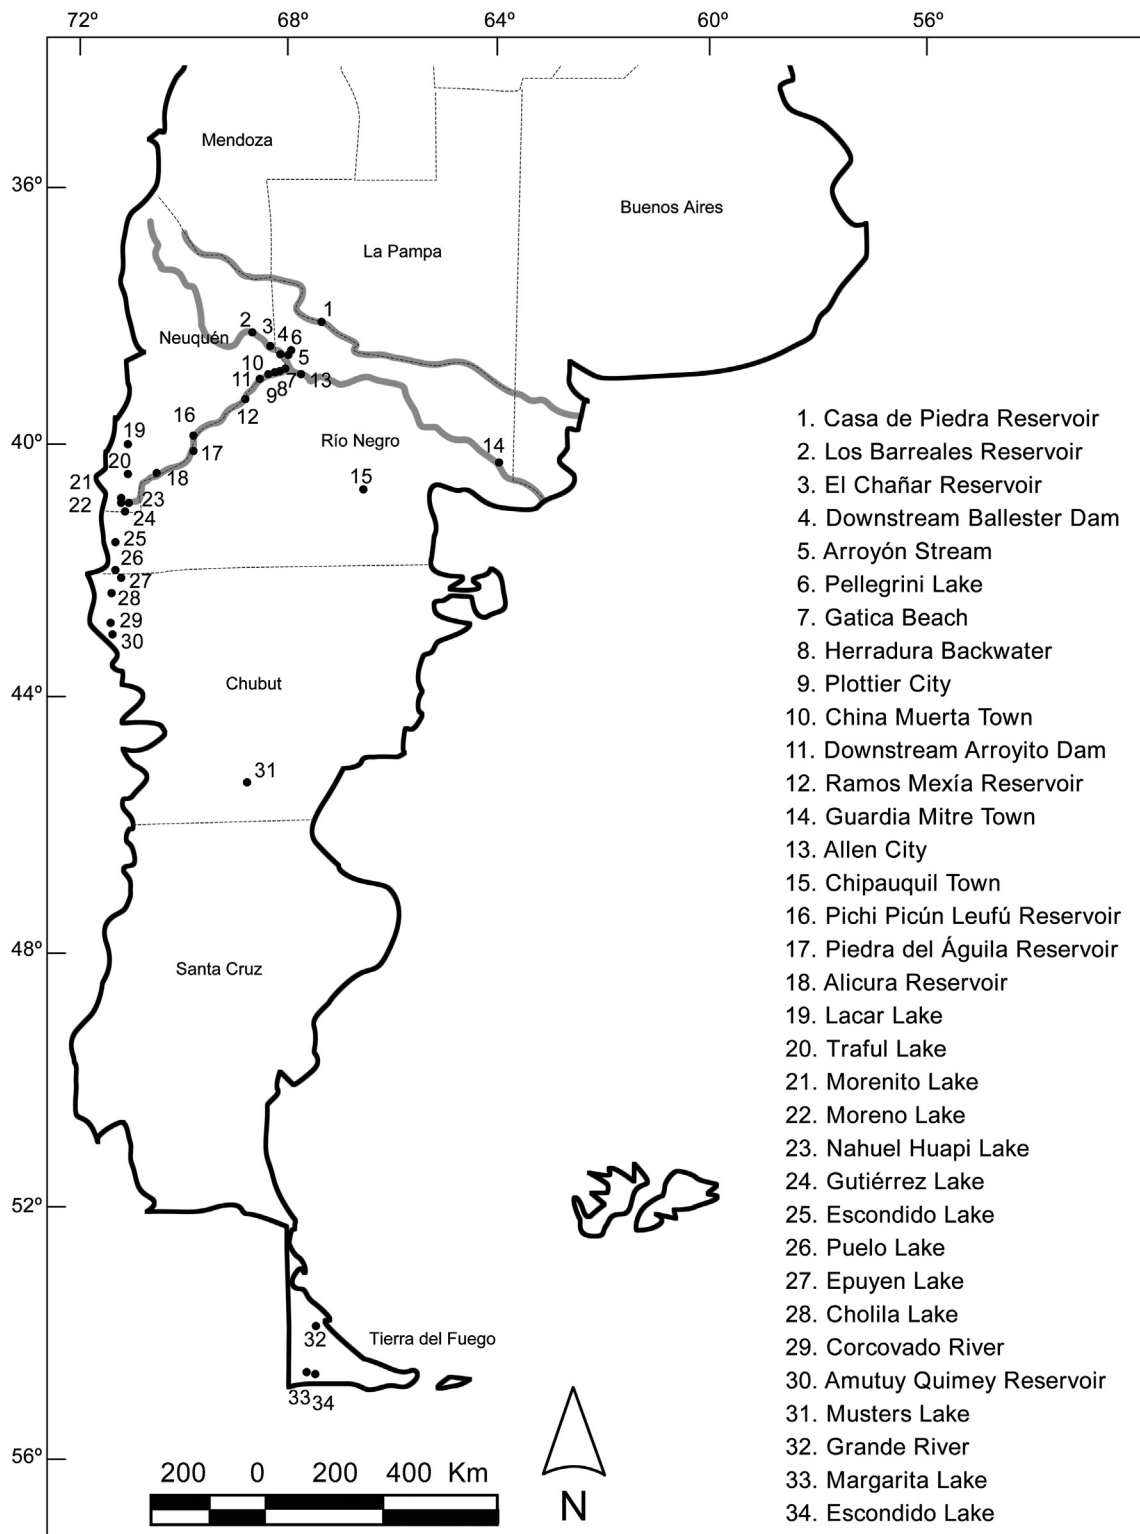 72º 68º 64º 60º 56º
Mendoza
36º
Buenos Aires
La Pampa
1
2 3 4 6
Neuquén
5
10
11 9 8 7 13
12
16
19
Río Negro
14
40º
17
20
18
15
21
23
22
24
25
26
27
28
29
30
Chubut
44º
31
48º
Santa Cruz
52º
32
Tierra del Fuego
33 34
56º
1. Casa de Piedra Reservoir
2. Los Barreales Reservoir
3. El Chañar Reservoir
4. Downstream Ballester Dam
5. Arroyón Stream
6. Pellegrini Lake
7. Gatica Beach
8. Herradura Backwater
9. Plottier City
10. China Muerta Town
11. Downstream Arroyito Dam
12. Ramos Mexía Reservoir
14. Guardia Mitre Town
13. Allen City
15. Chipauquil Town
16. Pichi Picún Leufú Reservoir
17. Piedra del Águila Reservoir
18. Alicura Reservoir
19. Lacar Lake
20. Traful Lake
21. Morenito Lake
22. Moreno Lake
23. Nahuel Huapi Lake
24. Gutiérrez Lake
25. Escondido Lake
26. Puelo Lake
27. Epuyen Lake
28. Cholila Lake
29. Corcovado River
30. Amutuy Quimey Reservoir
31. Musters Lake
32. Grande River
33. Margarita Lake
34. Escondido Lake
200 0 200 400 Km
N